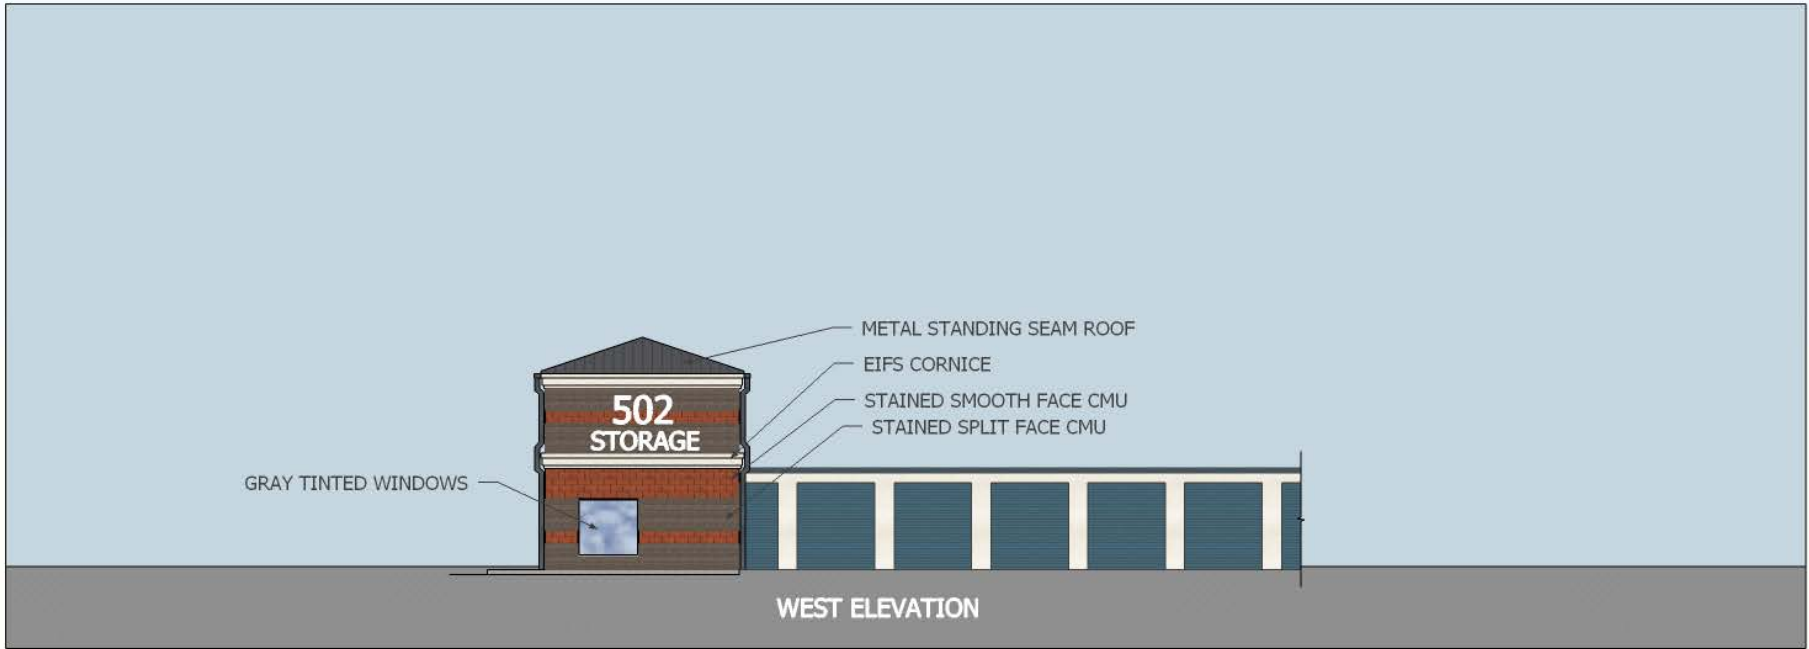 METAL STANDING SEAM ROOF
EIFS CORNICE
STAINED SMOOTH FACE CMU
STAINED SPLIT FACE CMU
502
STORAGE
GRAY TINTED WINDOWS
WEST ELEVATION